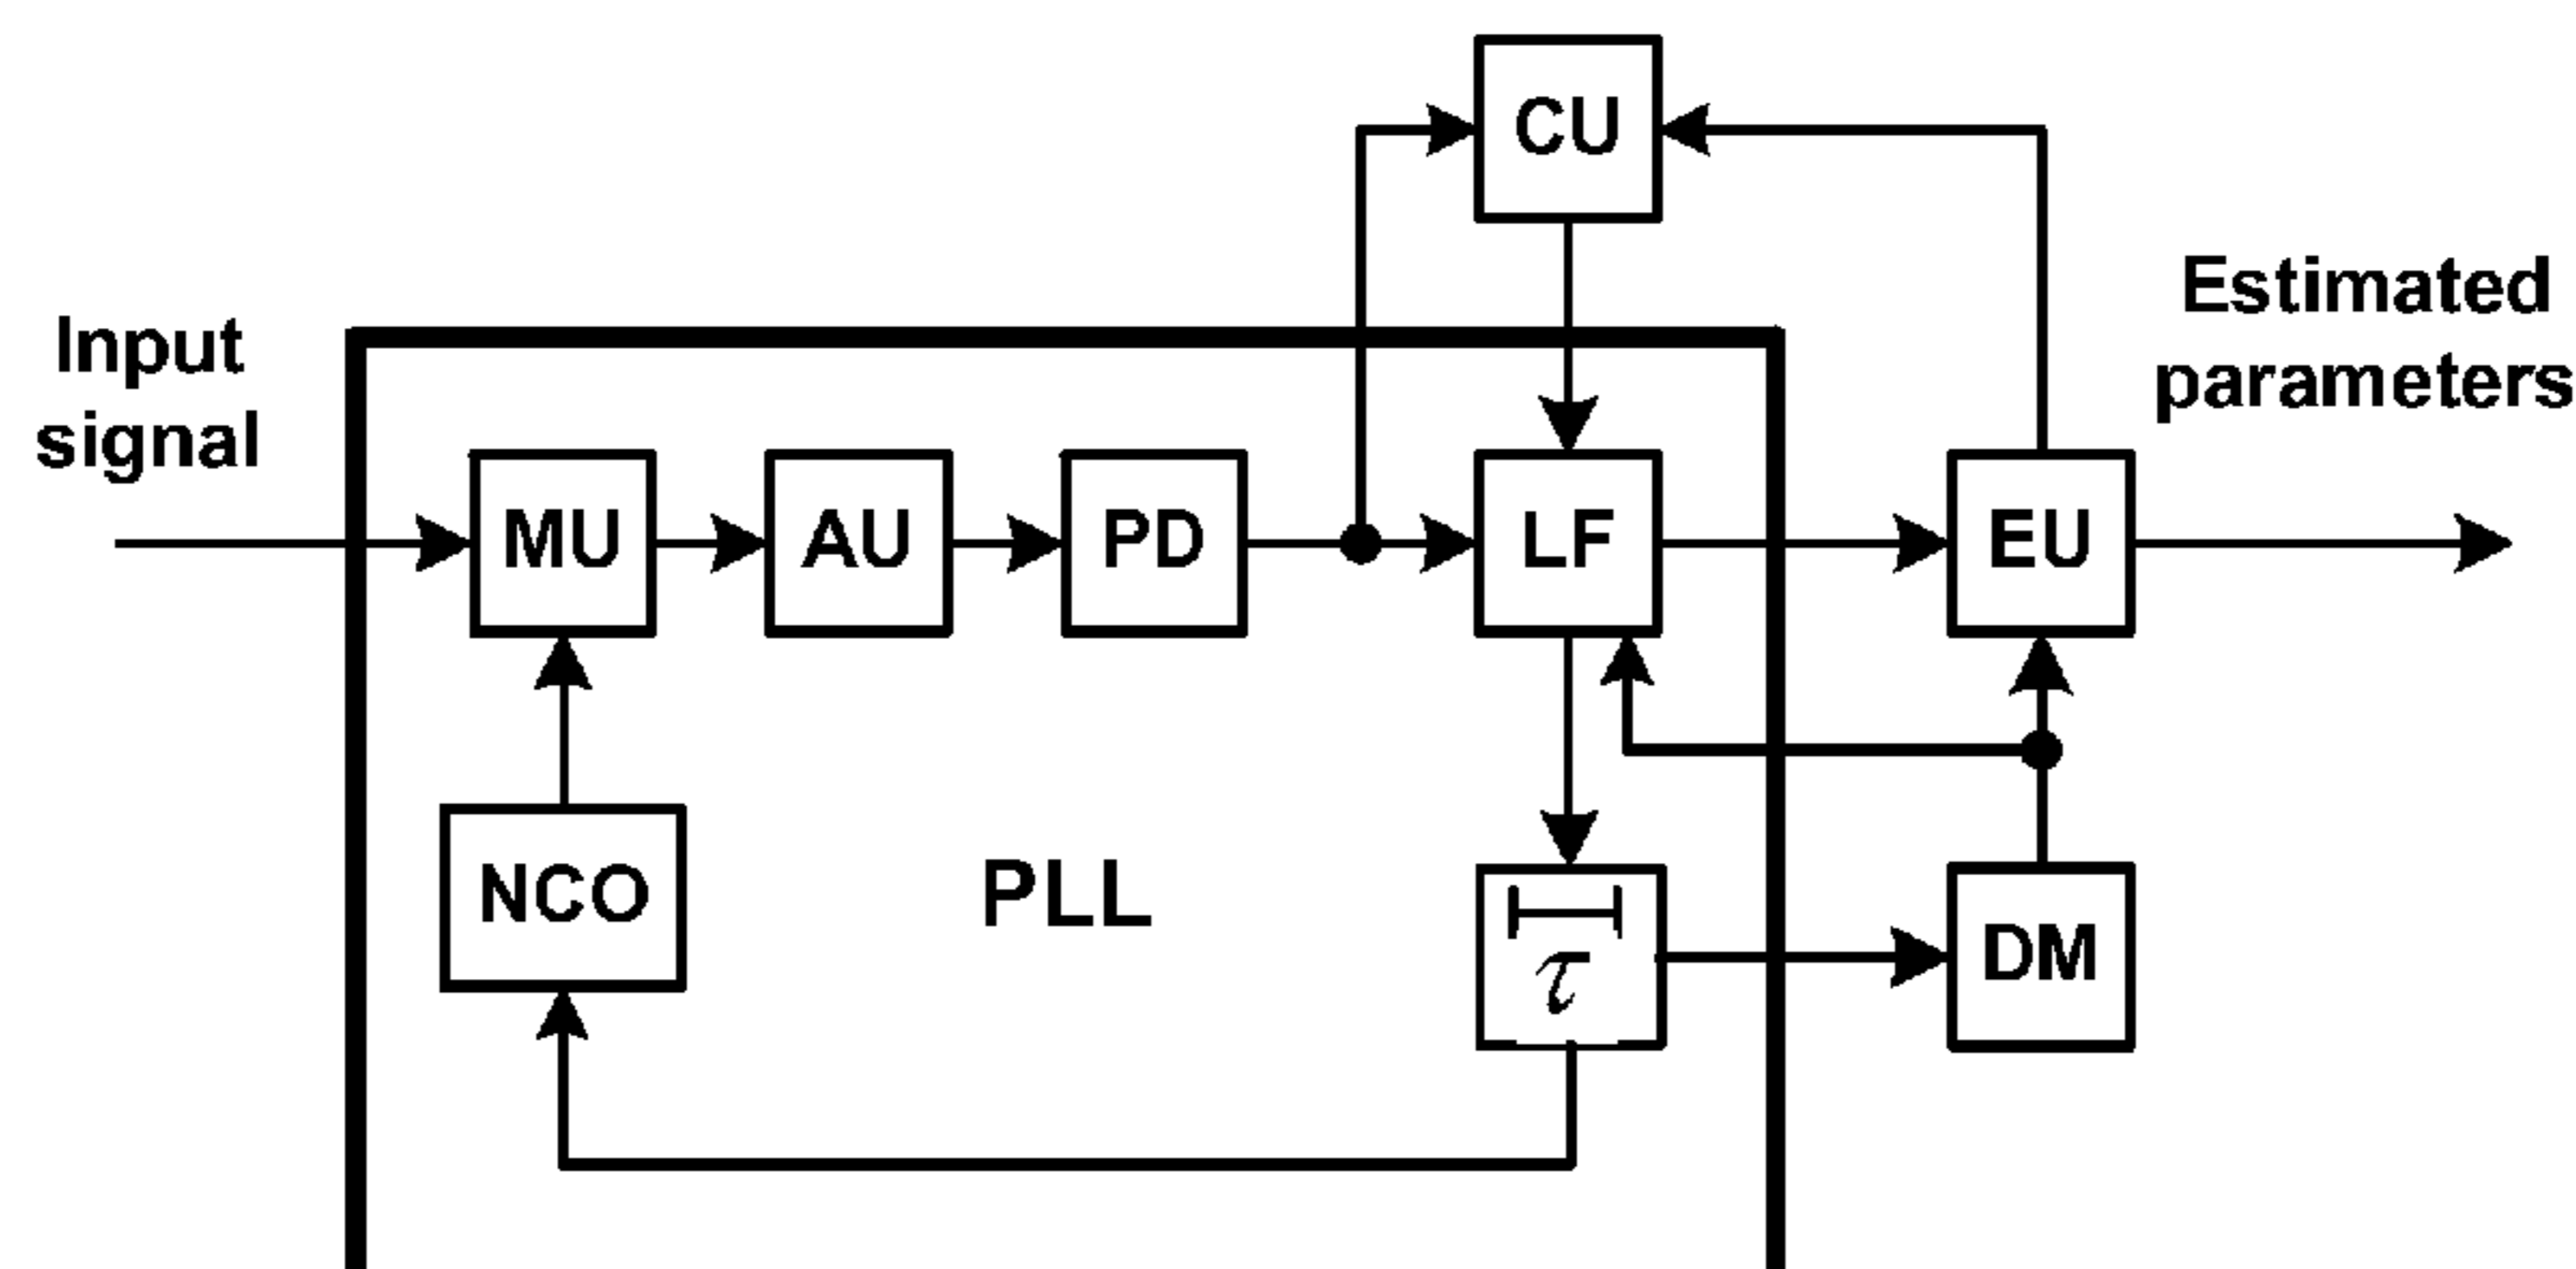 CU
Input
signal
Estimated
parameters
MU
AU
PD
LF
EU
NCO
PLL
τ
DM